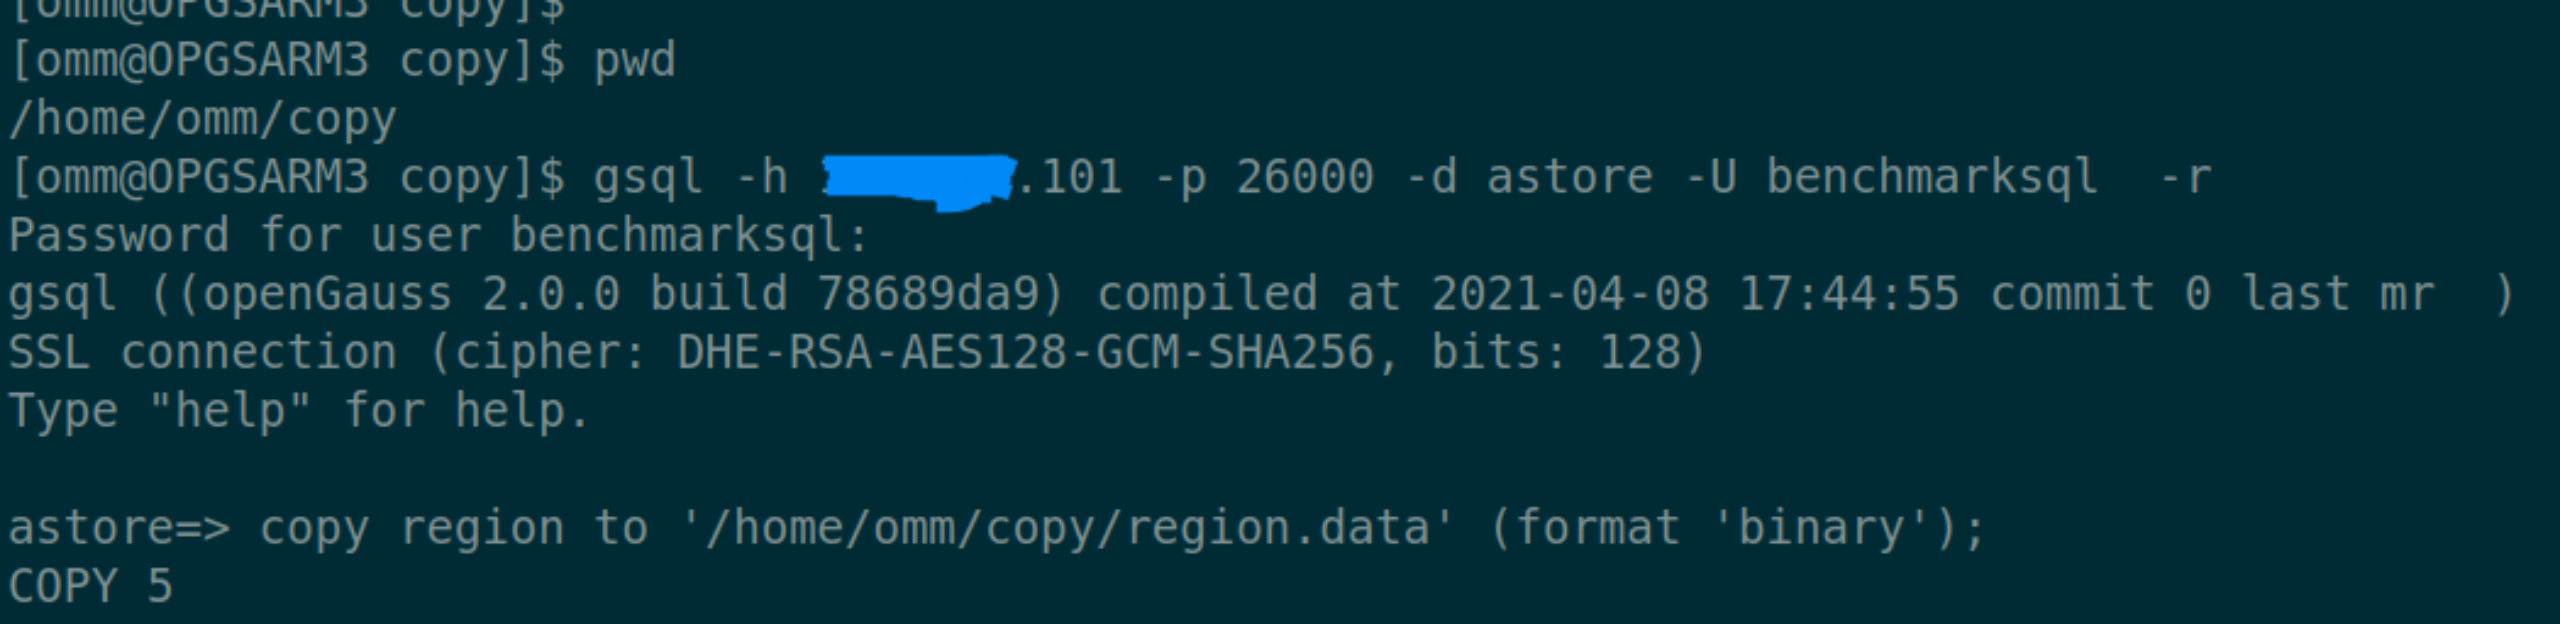 [omm@OPGSARM3 copy]$
[omm@OPGSARM3 copy]$ pwd
/home/omm/copy
[omm@OPGSARM3 copy]$ gsql -h .101 -p 26000 -d astore -U benchmarksql  -r
Password for user benchmarksql:
gsql ((openGauss 2.0.0 build 78689da9) compiled at 2021-04-08 17:44:55 commit 0 last mr  )
SSL connection (cipher: DHE-RSA-AES128-GCM-SHA256, bits: 128)
Type "help" for help.
astore=> copy region to '/home/omm/copy/region.data' (format 'binary');
COPY 5